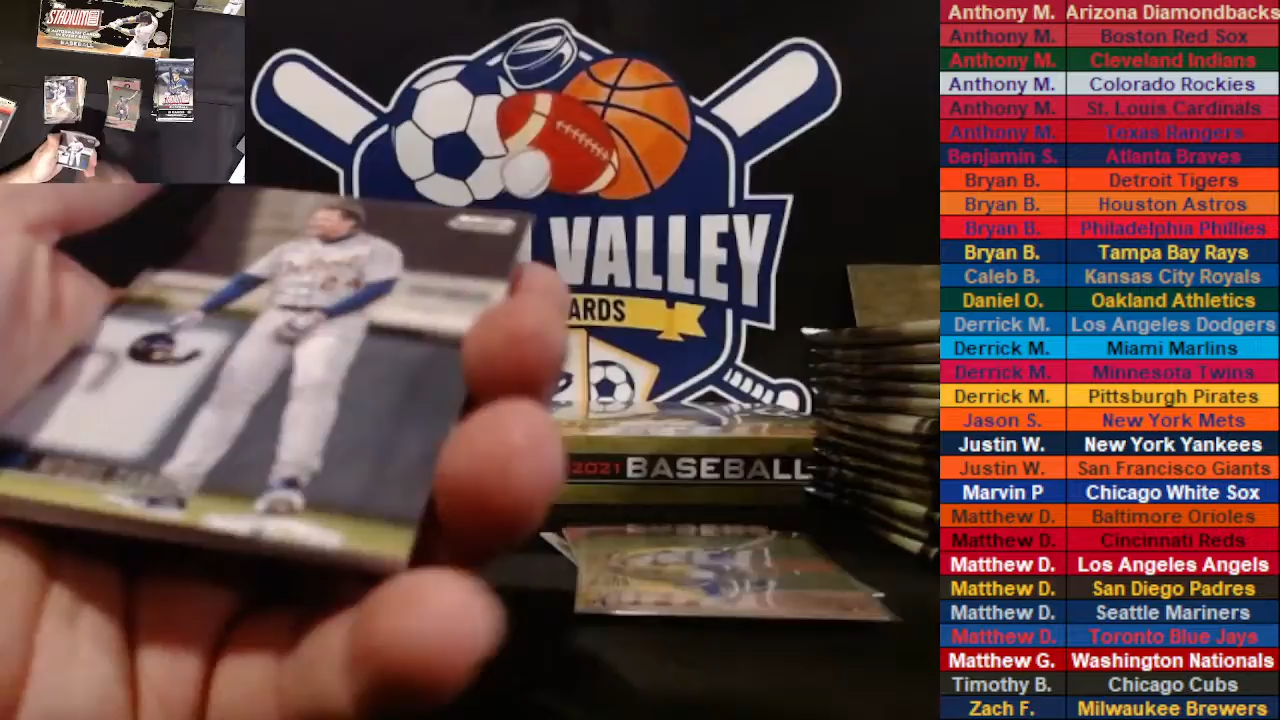 STADIUM
BASEBALL
VALLEY
ARDS
2021 BASEBALL
Anthony M. Arizona Diamondbacks
Anthony M. Boston Red Sox
Anthony M. Cleveland Indians
Anthony M. Colorado Rockies
Anthony M. St. Louis Cardinals
Anthony M. Texas Rangers
Benjamin S. Atlanta Braves
Bryan B. Detroit Tigers
Bryan B. Houston Astros
Bryan B. Philadelphia Phillies
Bryan B. Tampa Bay Rays
Caleb B. Kansas City Royals
Daniel O. Oakland Athletics
Derrick M. Los Angeles Dodgers
Derrick M. Miami Marlins
Derrick M. Minnesota Twins
Derrick M. Pittsburgh Pirates
Jason S. New York Mets
Justin W. New York Yankees
Justin W. San Francisco Giants
Marvin P Chicago White Sox
Matthew D. Baltimore Orioles
Matthew D. Cincinnati Reds
Matthew D. Los Angeles Angels
Matthew D. San Diego Padres
Matthew D. Seattle Mariners
Matthew D. Toronto Blue Jays
Matthew G. Washington Nationals
Timothy B. Chicago Cubs
Zach F. Milwaukee Brewers